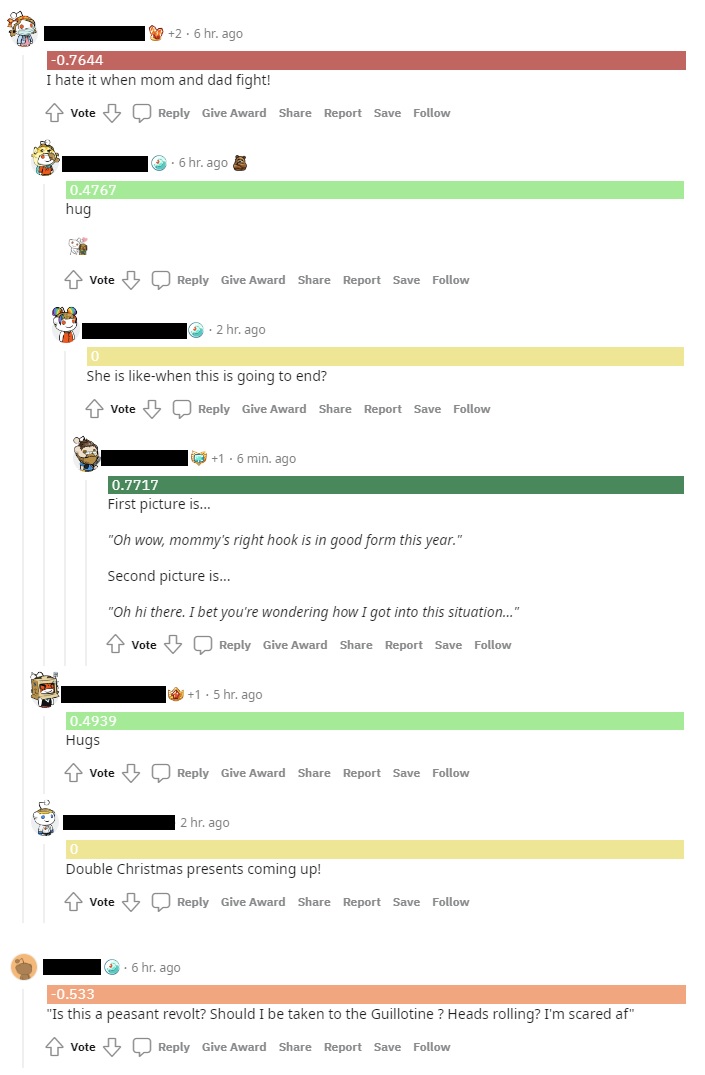 +2 · 6 hr. ago
-0.7644
I hate it when mom and dad fight!
Vote Reply Give Award Share Report Save Follow
· 6 hr. ago
0.4767
hug
Vote Reply Give Award Share Report Save Follow
· 2 hr. ago
0
She is like-when this is going to end?
Vote Reply Give Award Share Report Save Follow
+1 · 6 min. ago
0.7717
First picture is...
"Oh wow, mommy's right hook is in good form this year."
Second picture is...
"Oh hi there. I bet you're wondering how I got into this situation..."
Vote Reply Give Award Share Report Save Follow
+1 · 5 hr. ago
0.4939
Hugs
Vote Reply Give Award Share Report Save Follow
2 hr. ago
0
Double Christmas presents coming up!
Vote Reply Give Award Share Report Save Follow
· 6 hr. ago
-0.533
"Is this a peasant revolt? Should I be taken to the Guillotine ? Heads rolling? I'm scared af"
Vote Reply Give Award Share Report Save Follow